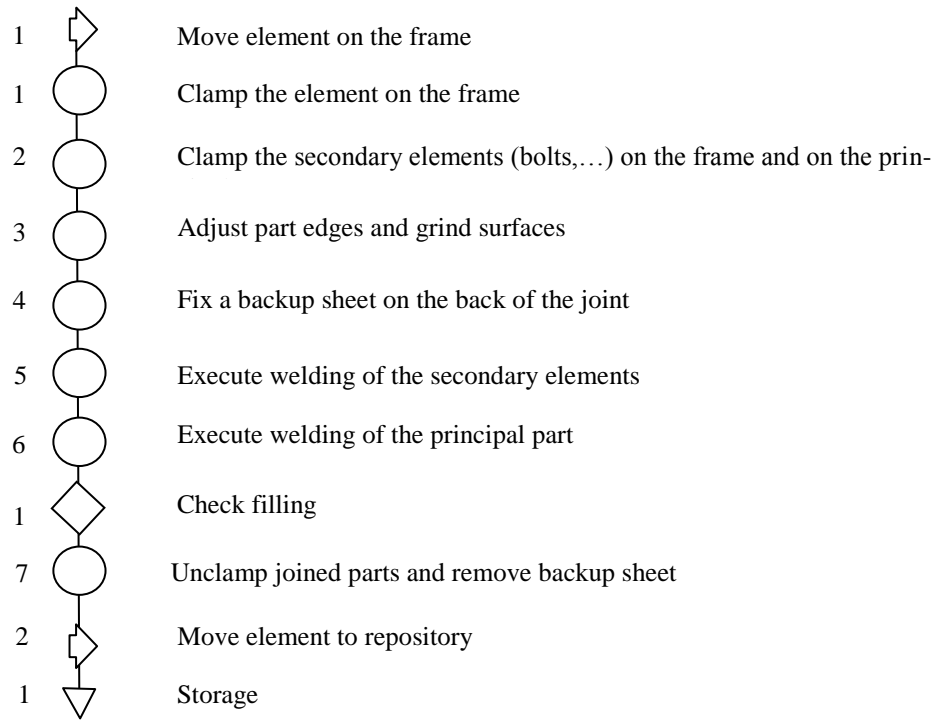 1 Move element on the frame
1 Clamp the element on the frame
2 Clamp the secondary elements (bolts,…) on the frame and on the prin-
3 Adjust part edges and grind surfaces
4 Fix a backup sheet on the back of the joint
5 Execute welding of the secondary elements
6 Execute welding of the principal part
1 Check filling
7 Unclamp joined parts and remove backup sheet
2 Move element to repository
1 Storage